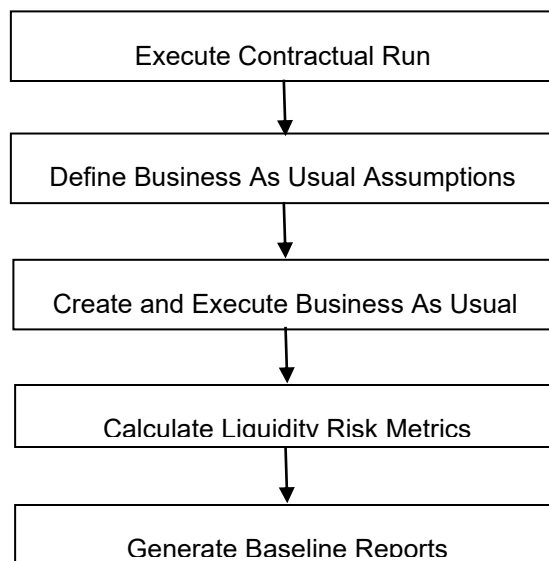 Execute Contractual Run
Define Business As Usual Assumptions
Create and Execute Business As Usual
Calculate Liquidity Risk Metrics
Generate Baseline Reports